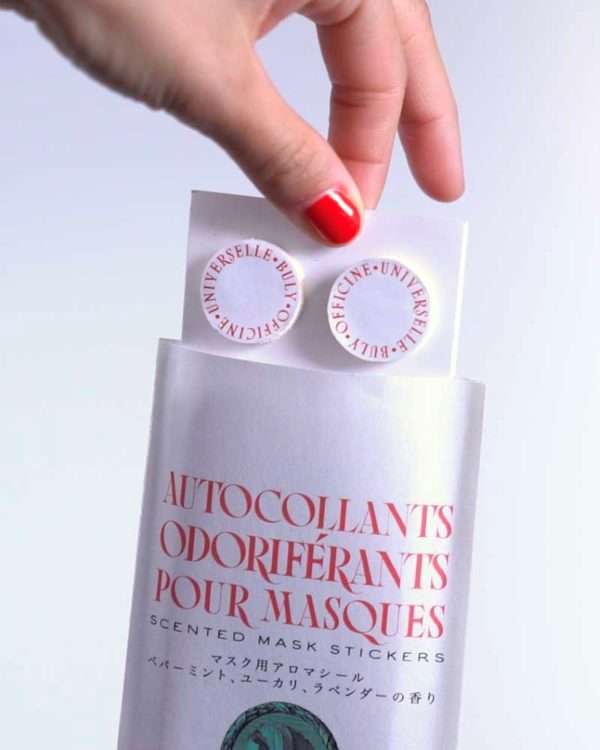 UNIVERSELLE•BULY•OFFICINE•
OFFICINE•UNIVERSELLE•BULY•
AUTOCOLLANTS
ODORIFÉRANTS
POUR MASQUES
SCENTED MASK STICKERS
マスク用アロマシール
ペパーミント、ユーカリ、ラベンダーの香り